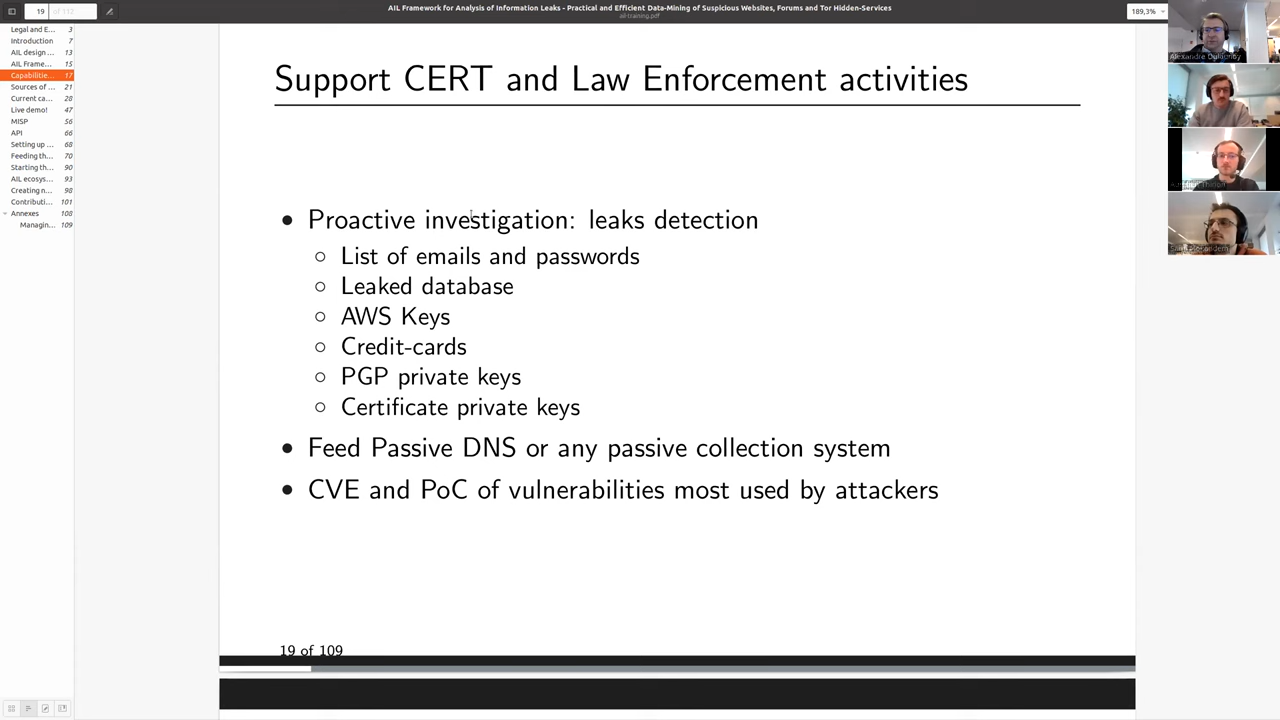 19 of 112
AIL Framework for Analysis of Information Leaks - Practical and Efficient Data-Mining of Suspicious Websites, Forums and Tor Hidden-Services
ail-training.pdf
189,3%
Legal and E... 3
Introduction 7
AIL design ... 13
AIL Frame... 15
Capabilitie... 17
Sources of ... 21
Current ca... 28
Live demo! 47
MISP 56
API 66
Setting up ... 68
Feeding th... 70
Starting th... 90
AIL ecosys... 93
Creating n... 98
Contributi... 101
Annexes 108
Managin... 109
Support CERT and Law Enforcement activities
• Proactive investigation: leaks detection
○ List of emails and passwords
○ Leaked database
○ AWS Keys
○ Credit-cards
○ PGP private keys
○ Certificate private keys
• Feed Passive DNS or any passive collection system
• CVE and PoC of vulnerabilities most used by attackers
19 of 109
Alexandre Dulaunoy